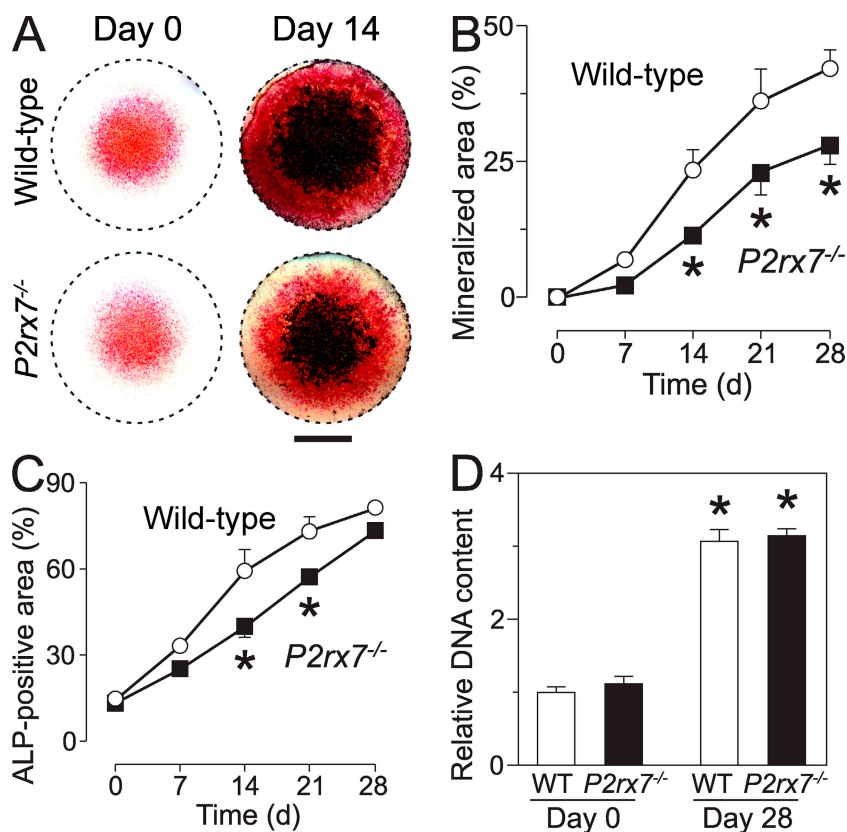 A
Day 0
Day 14
Wild-type
P2rx7-/-
B
Mineralized area (%)
50
25
0
Wild-type
*
*
*
P2rx7-/-
0 7 14 21 28
Time (d)
C
ALP-positive area (%)
90
60
30
0
Wild-type
*
*
P2rx7-/-
0 7 14 21 28
Time (d)
D
Relative DNA content
4
2
0
* *
WT P2rx7-/- WT P2rx7-/-
Day 0 Day 28